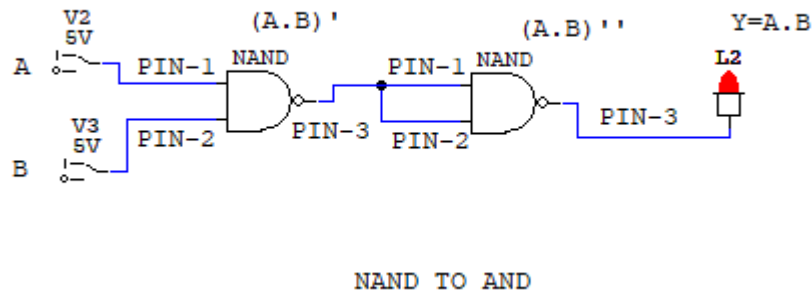 V2
5V
(A.B)'
(A.B)''
Y=A.B
A
PIN-1
NAND
PIN-1
NAND
L2
V3
5V
PIN-2
PIN-3
PIN-2
PIN-3
B
NAND TO AND